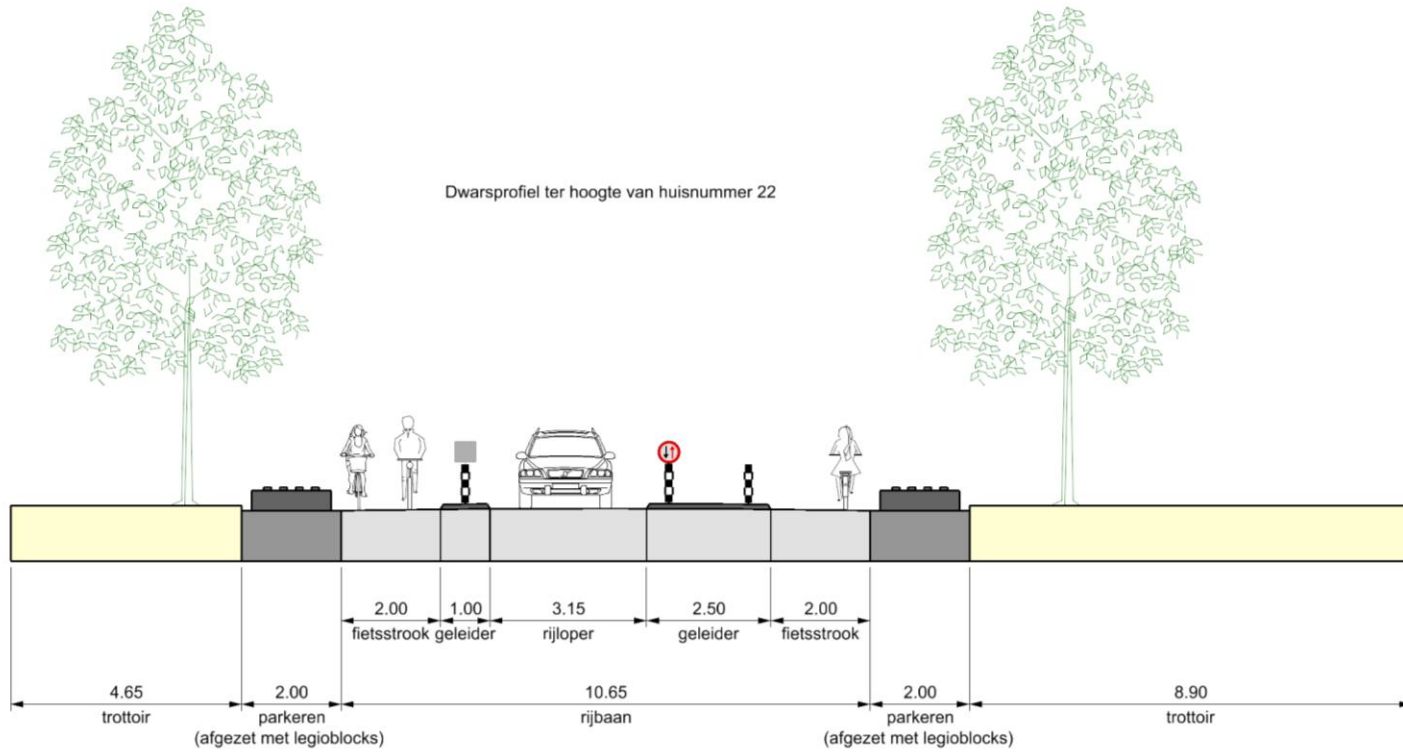 Dwarsprofiel ter hoogte van huisnummer 22
2.00 1.00 3.15 2.50 2.00
fietsstrook geleider rijloper geleider fietsstrook
4.65 2.00 10.65 2.00 8.90
trottoir parkeren rijbaan parkeren trottoir
(afgezet met legioblocks) (afgezet met legioblocks)